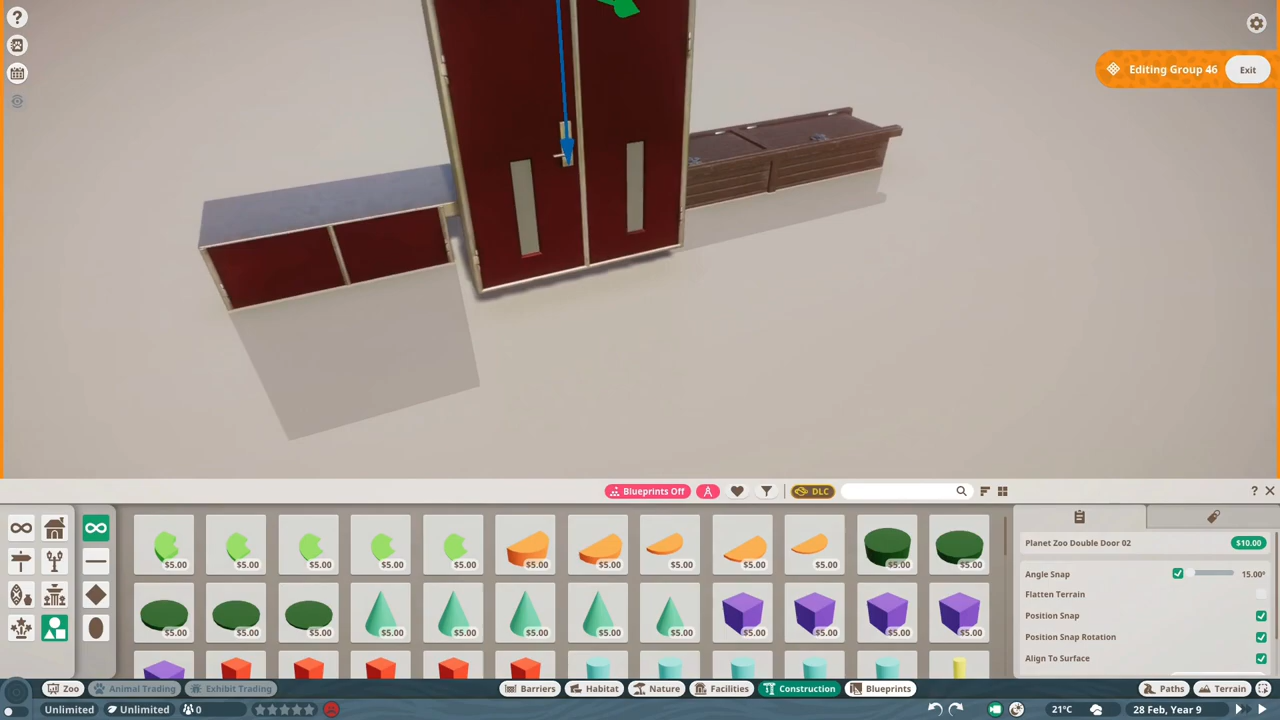 Editing Group 46
Exit
Blueprints Off
DLC
$5.00 $5.00 $5.00 $5.00 $5.00 $5.00 $5.00 $5.00 $5.00 $5.00 $5.00 $5.00
$5.00 $5.00 $5.00 $5.00 $5.00 $5.00 $5.00 $5.00 $5.00 $5.00 $5.00 $5.00
Planet Zoo Double Door 02 $10.00
Angle Snap 15.00°
Flatten Terrain
Position Snap
Position Snap Rotation
Align To Surface
Zoo Animal Trading Exhibit Trading Barriers Habitat Nature Facilities Construction Blueprints Paths Terrain
Unlimited Unlimited 0 21°C 28 Feb, Year 9